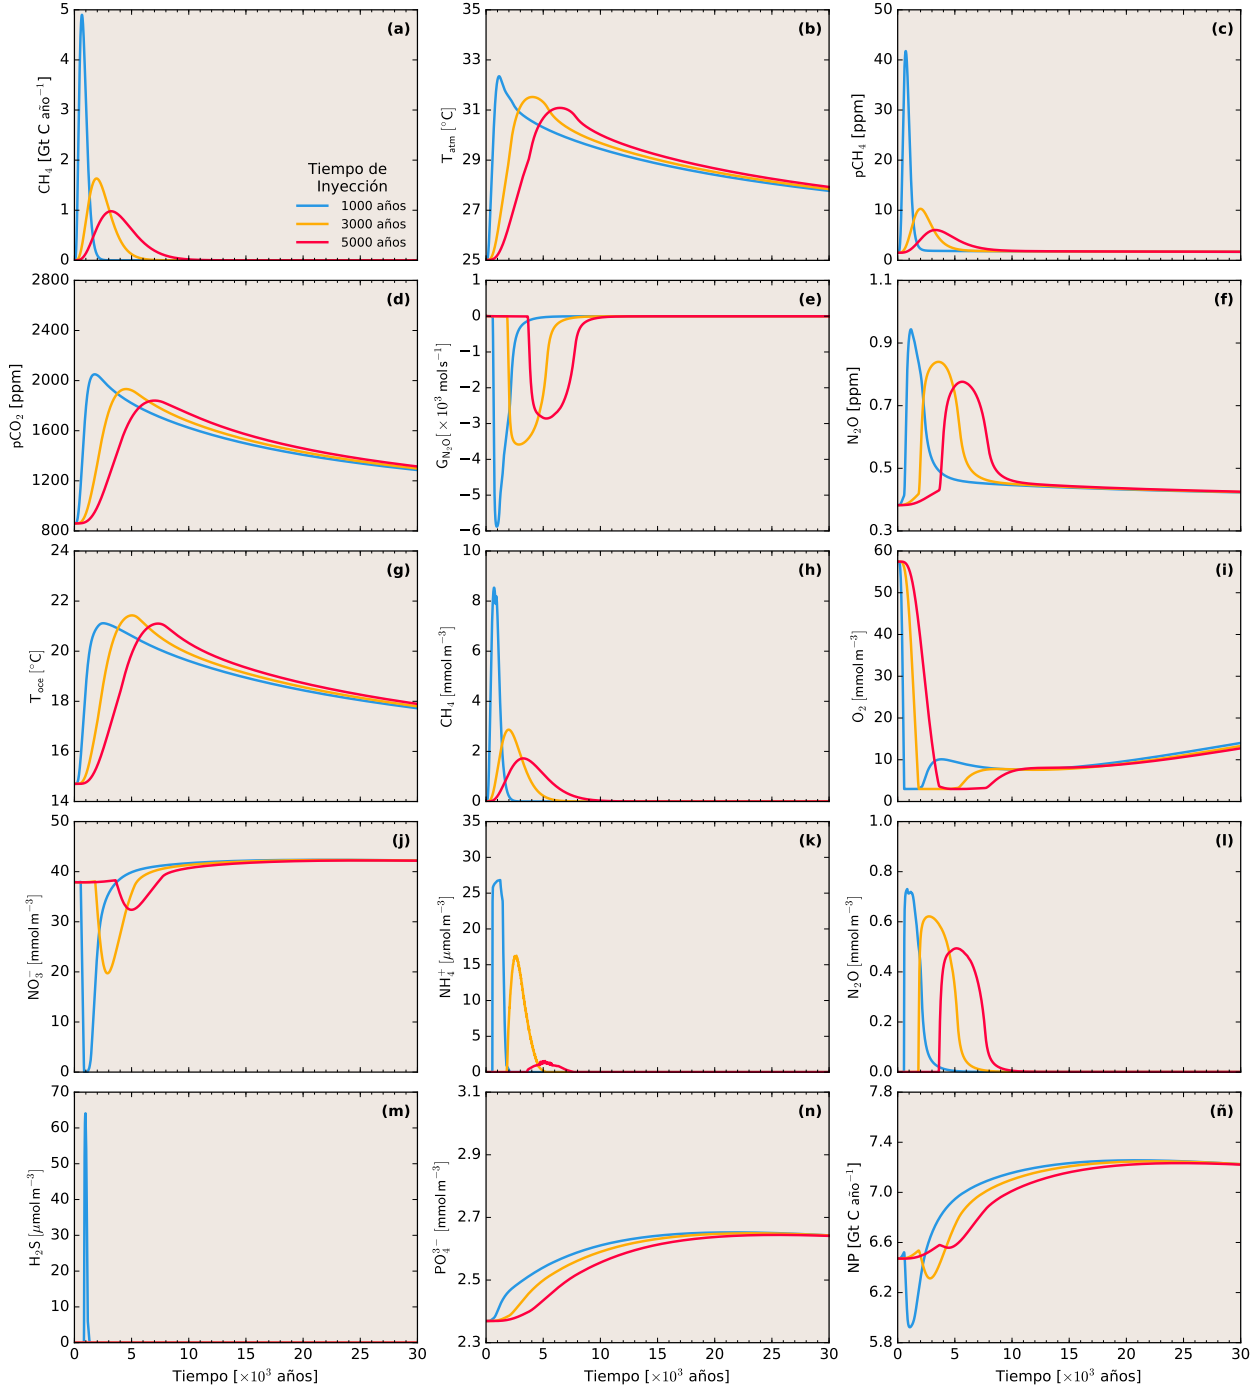 (a)
CH₄ [Gt C año⁻¹]
5
4
3
2
1
0
Tiempo de
Inyección
1000 años
3000 años
5000 años
(b)
T_atm [°C]
35
33
31
29
27
25
(c)
pCH₄ [ppm]
50
40
30
20
10
0
(d)
pCO₂ [ppm]
2800
2400
2000
1600
1200
800
(e)
G_N₂O [×10³ mol s⁻¹]
1
0
−1
−2
−3
−4
−5
−6
(f)
N₂O [ppm]
1.1
0.9
0.7
0.5
0.3
(g)
T_oce [°C]
24
22
20
18
16
14
(h)
CH₄ [mmol m⁻³]
10
8
6
4
2
0
(i)
O₂ [mmol m⁻³]
60
50
40
30
20
10
0
(j)
NO₃⁻ [mmol m⁻³]
50
40
30
20
10
0
(k)
NH₄⁺ [μmol m⁻³]
35
30
25
20
15
10
5
0
(l)
N₂O [mmol m⁻³]
1.0
0.8
0.6
0.4
0.2
0.0
(m)
H₂S [μmol m⁻³]
70
60
50
40
30
20
10
0
0 5 10 15 20 25 30
Tiempo [×10³ años]
(n)
PO₄³⁻ [mmol m⁻³]
3.1
2.9
2.7
2.5
2.3
0 5 10 15 20 25 30
Tiempo [×10³ años]
(ñ)
NP [Gt C año⁻¹]
7.8
7.4
7.0
6.6
6.2
5.8
0 5 10 15 20 25 30
Tiempo [×10³ años]